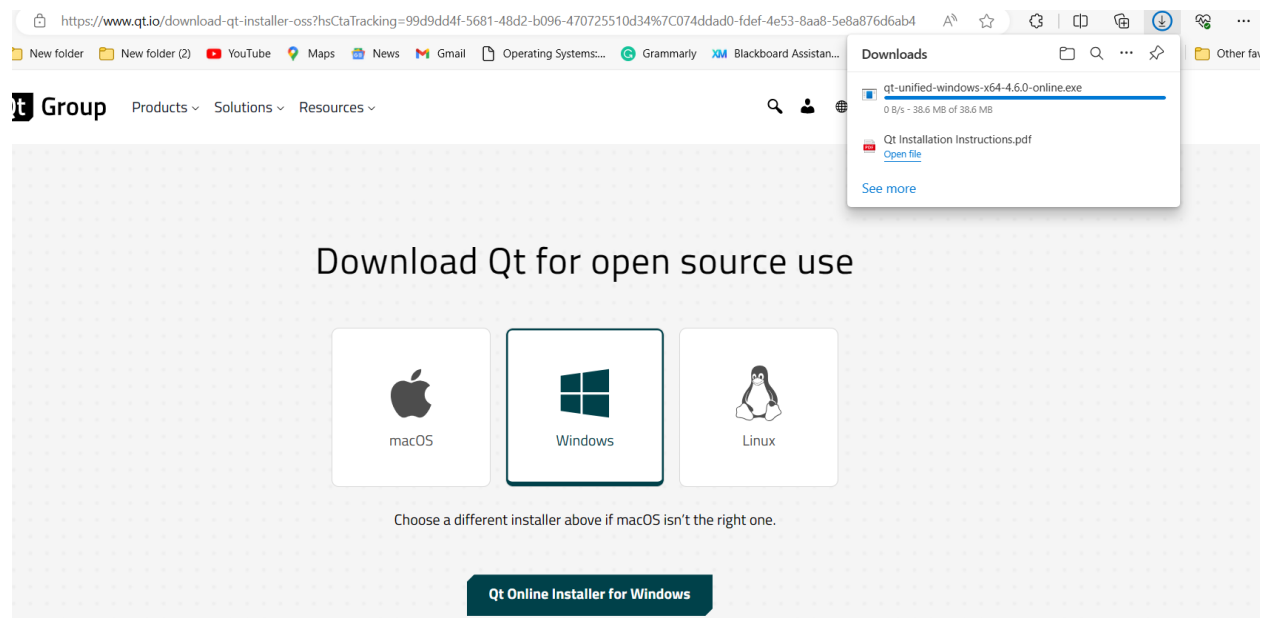 https://www.qt.io/download-qt-installer-oss?hsCtaTracking=99d9dd4f-5681-48d2-b096-470725510d34%7C074ddad0-fdef-4e53-8aa8-5e8a876d6ab4
New folder New folder (2) YouTube Maps News Gmail Operating Systems:... Grammarly Blackboard Assistan... Other fav
Downloads
qt-unified-windows-x64-4.6.0-online.exe
0 B/s - 38.6 MB of 38.6 MB
Qt Installation Instructions.pdf
Open file
See more
Qt Group Products Solutions Resources
Download Qt for open source use
macOS Windows Linux
Choose a different installer above if macOS isn't the right one.
Qt Online Installer for Windows